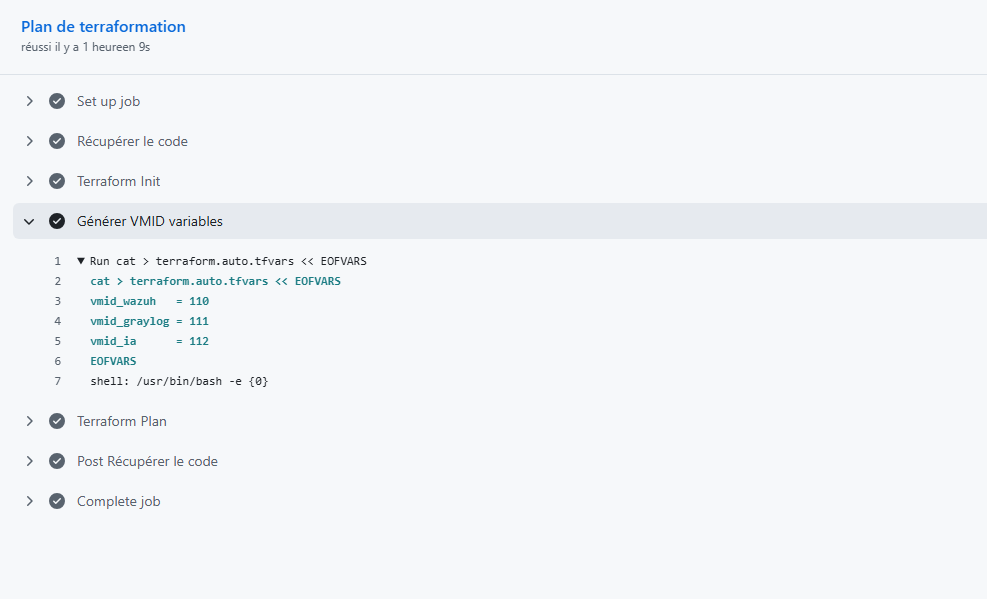 Plan de terraformation
réussi il y a 1 heureen 9s
Set up job
Récupérer le code
Terraform Init
Générer VMID variables
1 ▼ Run cat > terraform.auto.tfvars << EOFVARS
2 cat > terraform.auto.tfvars << EOFVARS
3 vmid_wazuh   = 110
4 vmid_graylog = 111
5 vmid_ia      = 112
6 EOFVARS
7 shell: /usr/bin/bash -e {0}
Terraform Plan
Post Récupérer le code
Complete job